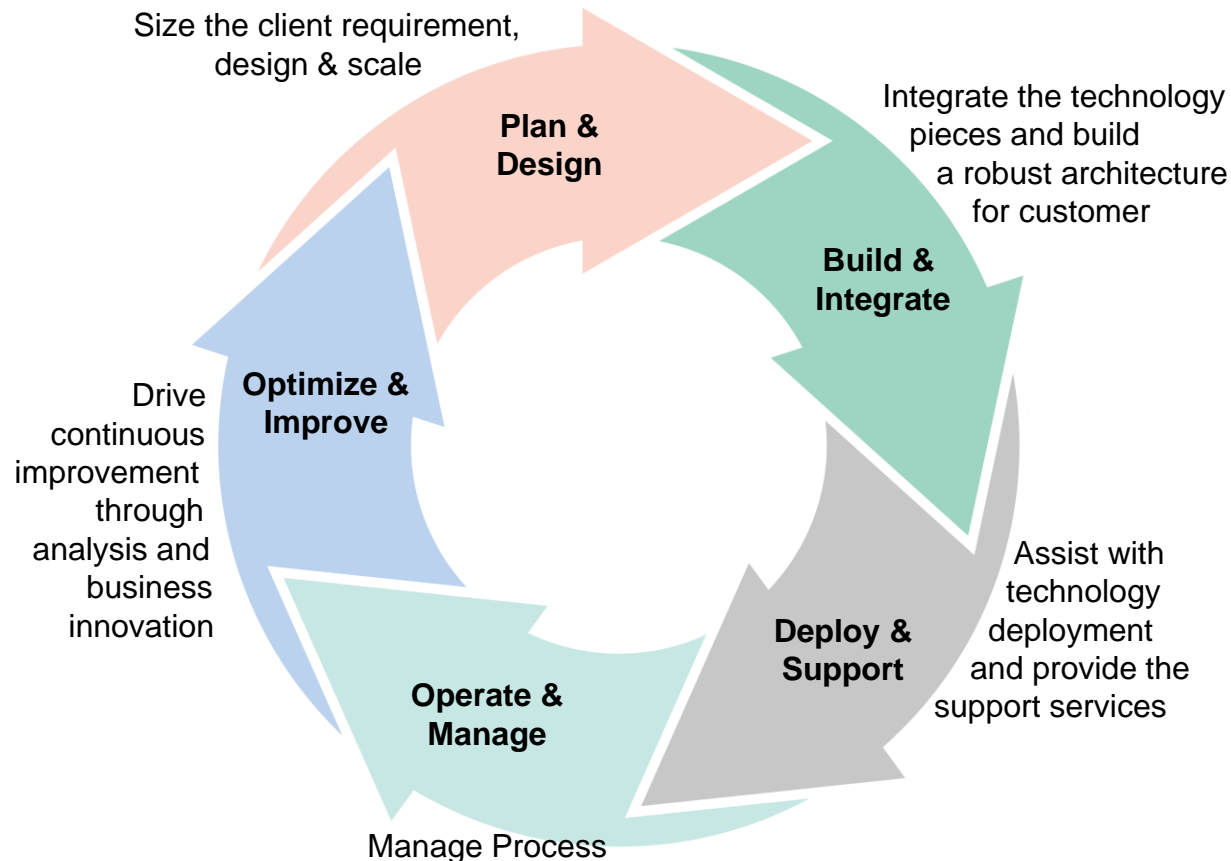 Size the client requirement,
design & scale
Plan &
Design
Integrate the technology
pieces and build
a robust architecture
for customer
Build &
Integrate
Assist with
technology
deployment
and provide the
support services
Deploy &
Support
Operate &
Manage
Manage Process
Optimize &
Improve
Drive
continuous
improvement
through
analysis and
business
innovation